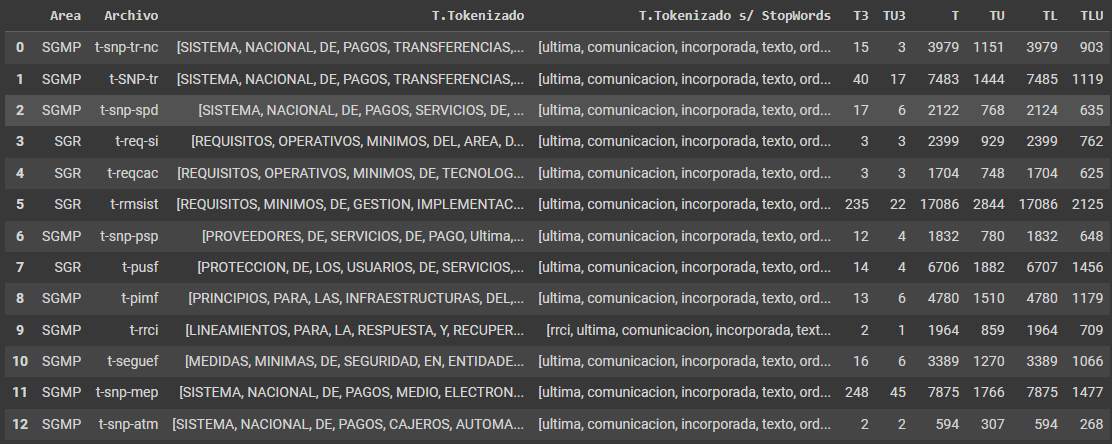 Area Archivo T.Tokenizado T.Tokenizado s/ StopWords T3 TU3 T TU TL TLU
0 SGMP t-snp-tr-nc [SISTEMA, NACIONAL, DE, PAGOS, TRANSFERENCIAS,... [ultima, comunicacion, incorporada, texto, ord... 15 3 3979 1151 3979 903
1 SGMP t-SNP-tr [SISTEMA, NACIONAL, DE, PAGOS, TRANSFERENCIAS,... [ultima, comunicacion, incorporada, texto, ord... 40 17 7483 1444 7485 1119
2 SGMP t-snp-spd [SISTEMA, NACIONAL, DE, PAGOS, SERVICIOS, DE, ... [ultima, comunicacion, incorporada, texto, ord... 17 6 2122 768 2124 635
3 SGR t-req-si [REQUISITOS, OPERATIVOS, MINIMOS, DEL, AREA, D... [ultima, comunicacion, incorporada, texto, ord... 3 3 2399 929 2399 762
4 SGR t-reqcac [REQUISITOS, OPERATIVOS, MINIMOS, DE, TECNOLOG... [ultima, comunicacion, incorporada, texto, ord... 3 3 1704 748 1704 625
5 SGR t-rmsist [REQUISITOS, MINIMOS, DE, GESTION, IMPLEMENTAC... [ultima, comunicacion, incorporada, texto, ord... 235 22 17086 2844 17086 2125
6 SGMP t-snp-psp [PROVEEDORES, DE, SERVICIOS, DE, PAGO, Ultima,... [ultima, comunicacion, incorporada, texto, ord... 12 4 1832 780 1832 648
7 SGR t-pusf [PROTECCION, DE, LOS, USUARIOS, DE, SERVICIOS,... [ultima, comunicacion, incorporada, texto, ord... 14 4 6706 1882 6707 1456
8 SGMP t-pimf [PRINCIPIOS, PARA, LAS, INFRAESTRUCTURAS, DEL,... [ultima, comunicacion, incorporada, texto, ord... 13 6 4780 1510 4780 1179
9 SGMP t-rrci [LINEAMIENTOS, PARA, LA, RESPUESTA, Y, RECUPER... [rrci, ultima, comunicacion, incorporada, text... 2 1 1964 859 1964 709
10 SGMP t-seguef [MEDIDAS, MINIMAS, DE, SEGURIDAD, EN, ENTIDADE... [ultima, comunicacion, incorporada, texto, ord... 16 6 3389 1270 3389 1066
11 SGMP t-snp-mep [SISTEMA, NACIONAL, DE, PAGOS, MEDIO, ELECTRON... [ultima, comunicacion, incorporada, texto, ord... 248 45 7875 1766 7875 1477
12 SGMP t-snp-atm [SISTEMA, NACIONAL, DE, PAGOS, CAJEROS, AUTOMA... [ultima, comunicacion, incorporada, texto, ord... 2 2 594 307 594 268